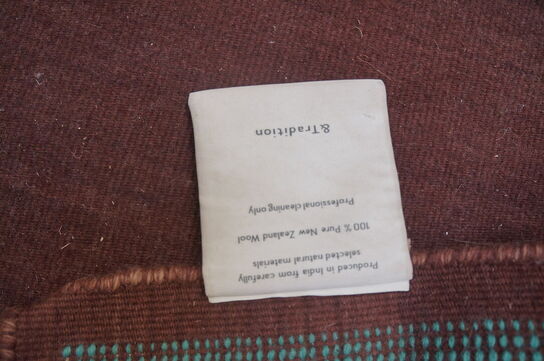 Produced in India from carefully
selected natural materials
100 % Pure New Zealand Wool
Professional cleaning only
&Tradition